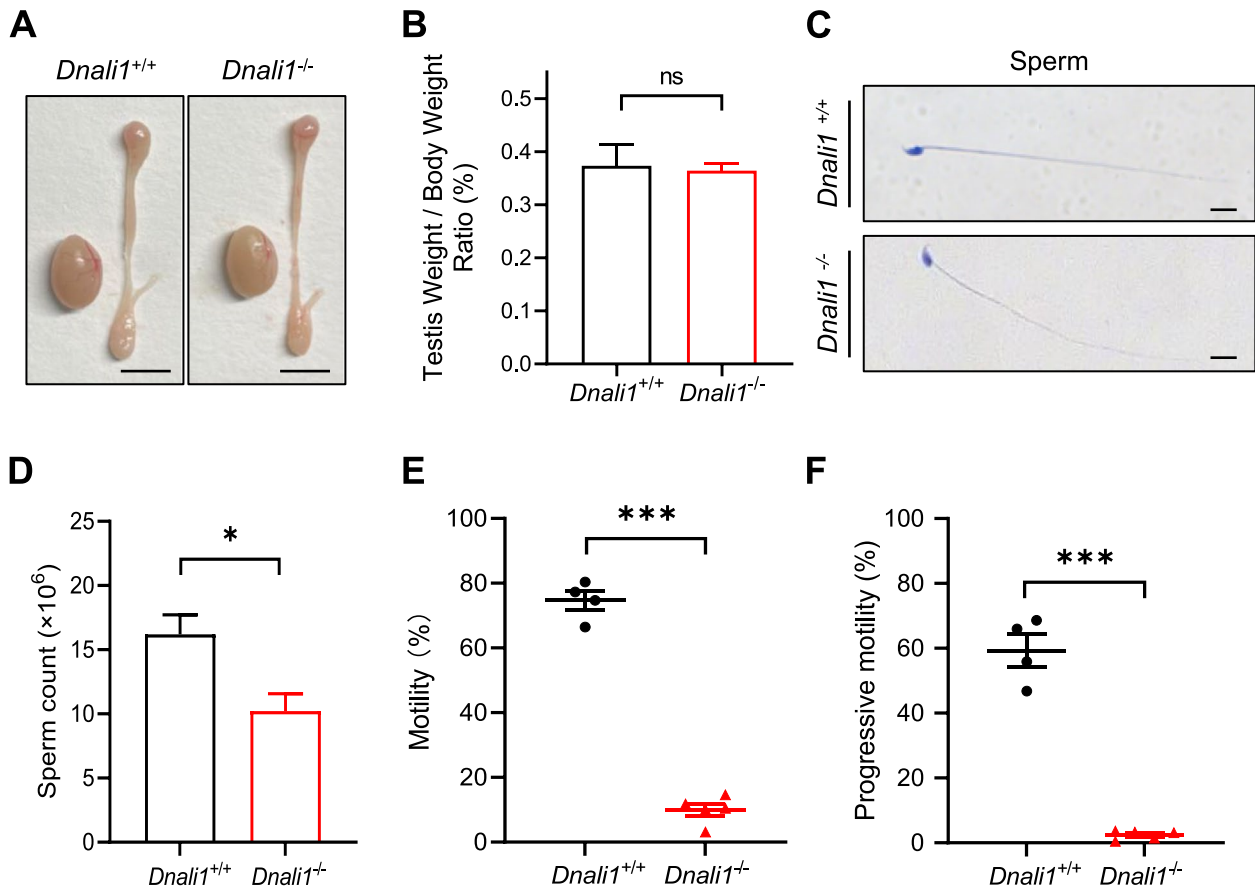 A
Dnali1+/+
Dnali1-/-
B
Testis Weight / Body Weight
Ratio (%)
0.5
0.4
0.3
0.2
0.1
0.0
ns
Dnali1+/+
Dnali1-/-
C
Sperm
Dnali1 +/+
Dnali1 -/-
D
Sperm count (×10⁶)
25
20
15
10
5
0
*
Dnali1+/+
Dnali1-/-
E
Motility (%)
100
80
60
40
20
0
***
Dnali1+/+
Dnali1-/-
F
Progressive motility (%)
100
80
60
40
20
0
***
Dnali1+/+
Dnali1-/-